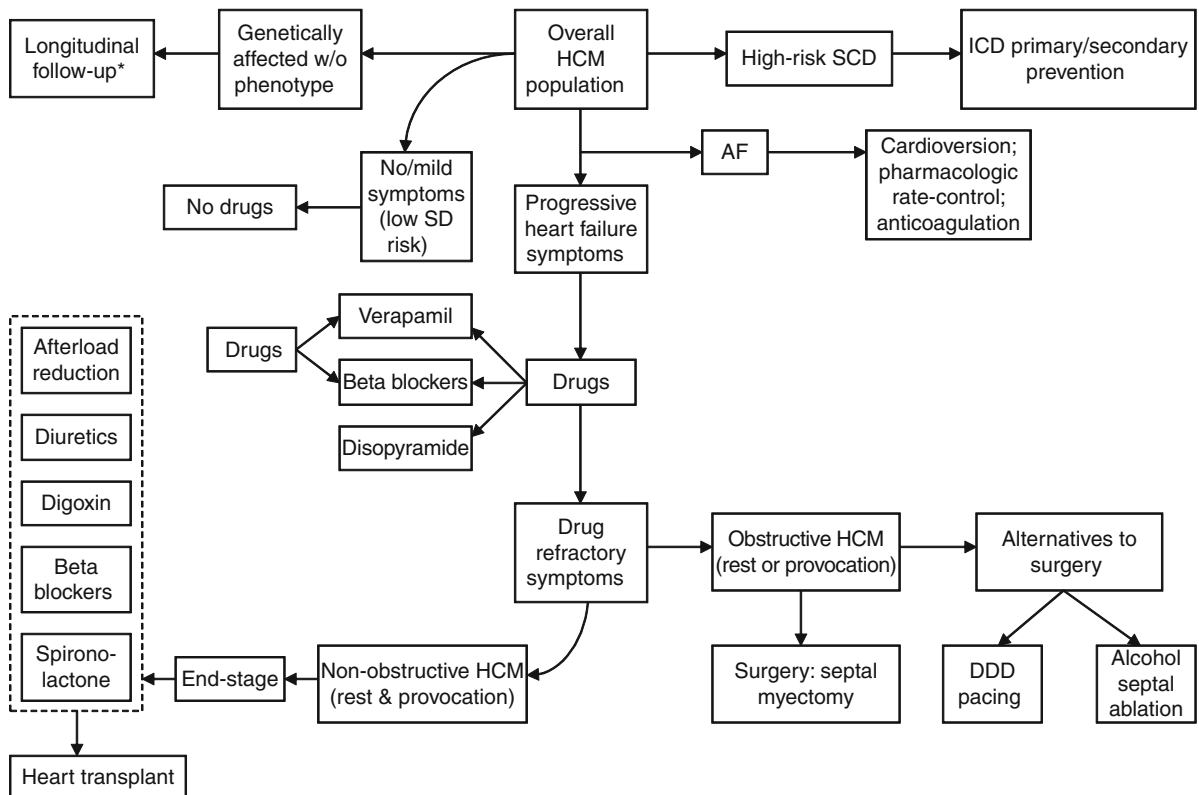 Longitudinal
follow-up*
Genetically
affected w/o
phenotype
Overall
HCM
population
High-risk SCD
ICD primary/secondary
prevention
AF
Cardioversion;
pharmacologic
rate-control;
anticoagulation
No drugs
No/mild
symptoms
(low SD
risk)
Progressive
heart failure
symptoms
Drugs
Verapamil
Beta blockers
Disopyramide
Drugs
Afterload
reduction
Diuretics
Digoxin
Beta
blockers
Spirono-
lactone
Drug
refractory
symptoms
Obstructive HCM
(rest or provocation)
Alternatives to
surgery
End-stage
Non-obstructive HCM
(rest & provocation)
Surgery: septal
myectomy
DDD
pacing
Alcohol
septal
ablation
Heart transplant